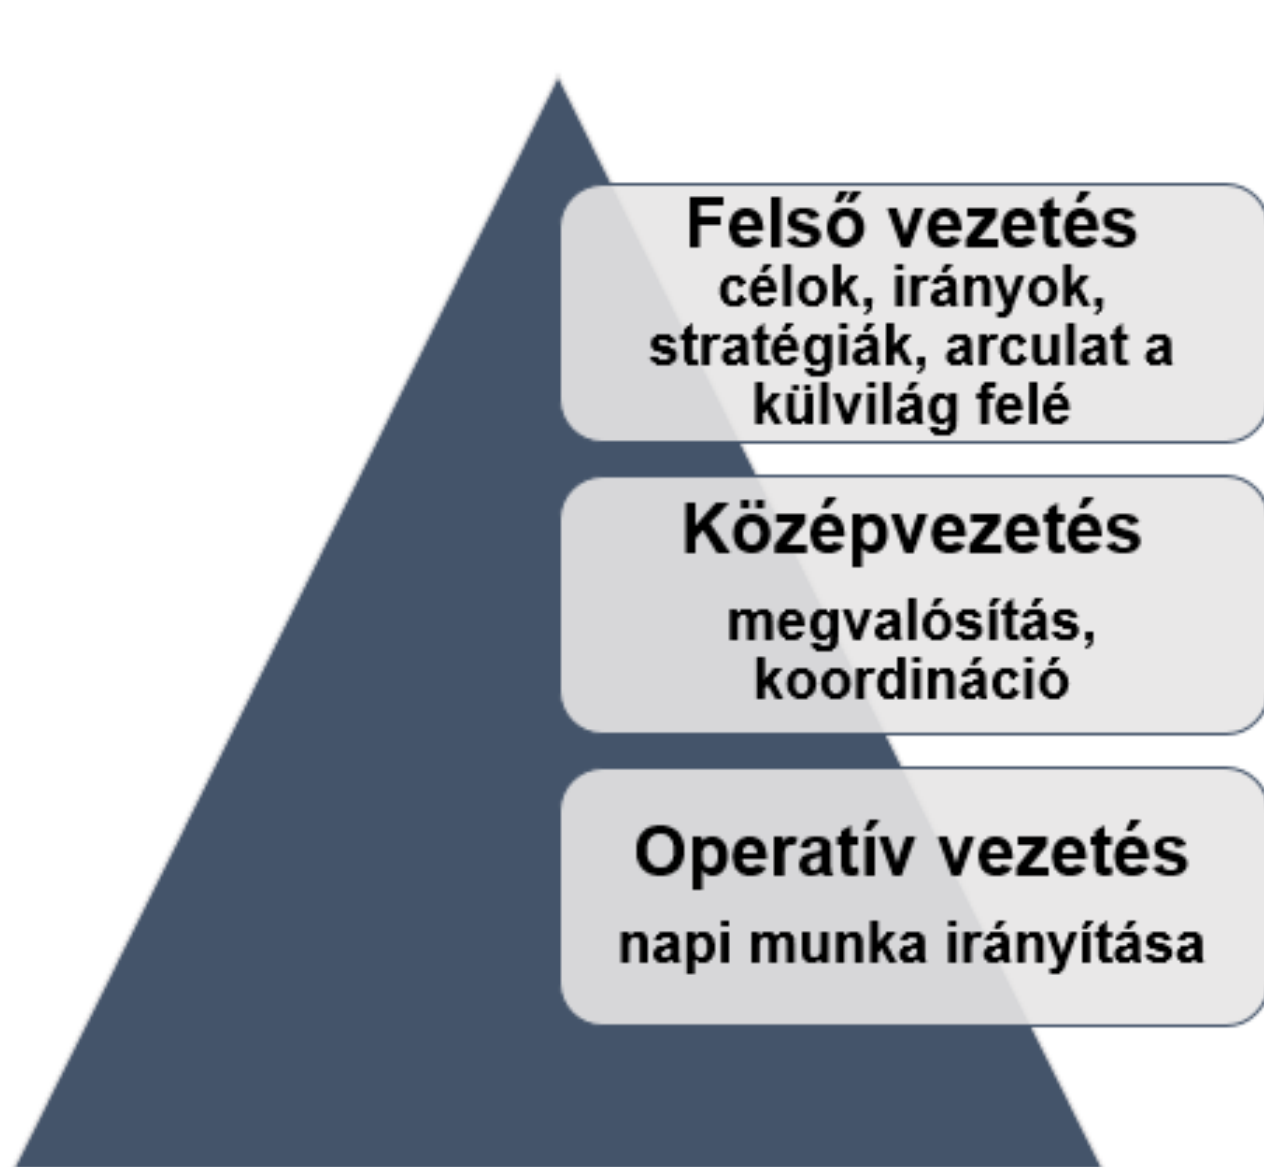 Felső vezetés
célok, irányok,
stratégiák, arculat a
külvilág felé
Középvezetés
megvalósítás,
koordináció
Operatív vezetés
napi munka irányítása